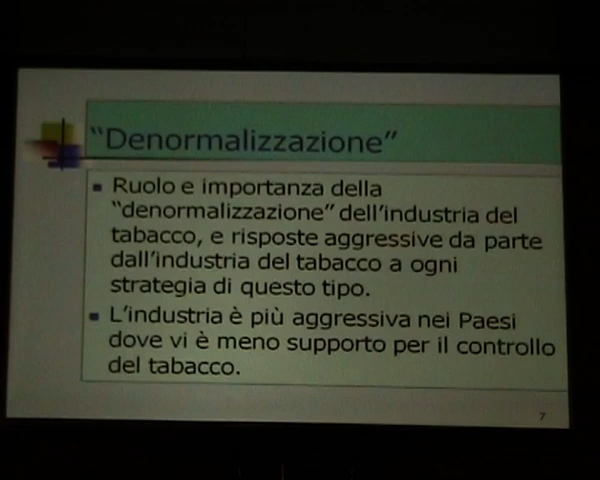 “Denormalizzazione”
Ruolo e importanza della
“denormalizzazione” dell’industria del
tabacco, e risposte aggressive da parte
dall’industria del tabacco a ogni
strategia di questo tipo.
L’industria è più aggressiva nei Paesi
dove vi è meno supporto per il controllo
del tabacco.
7